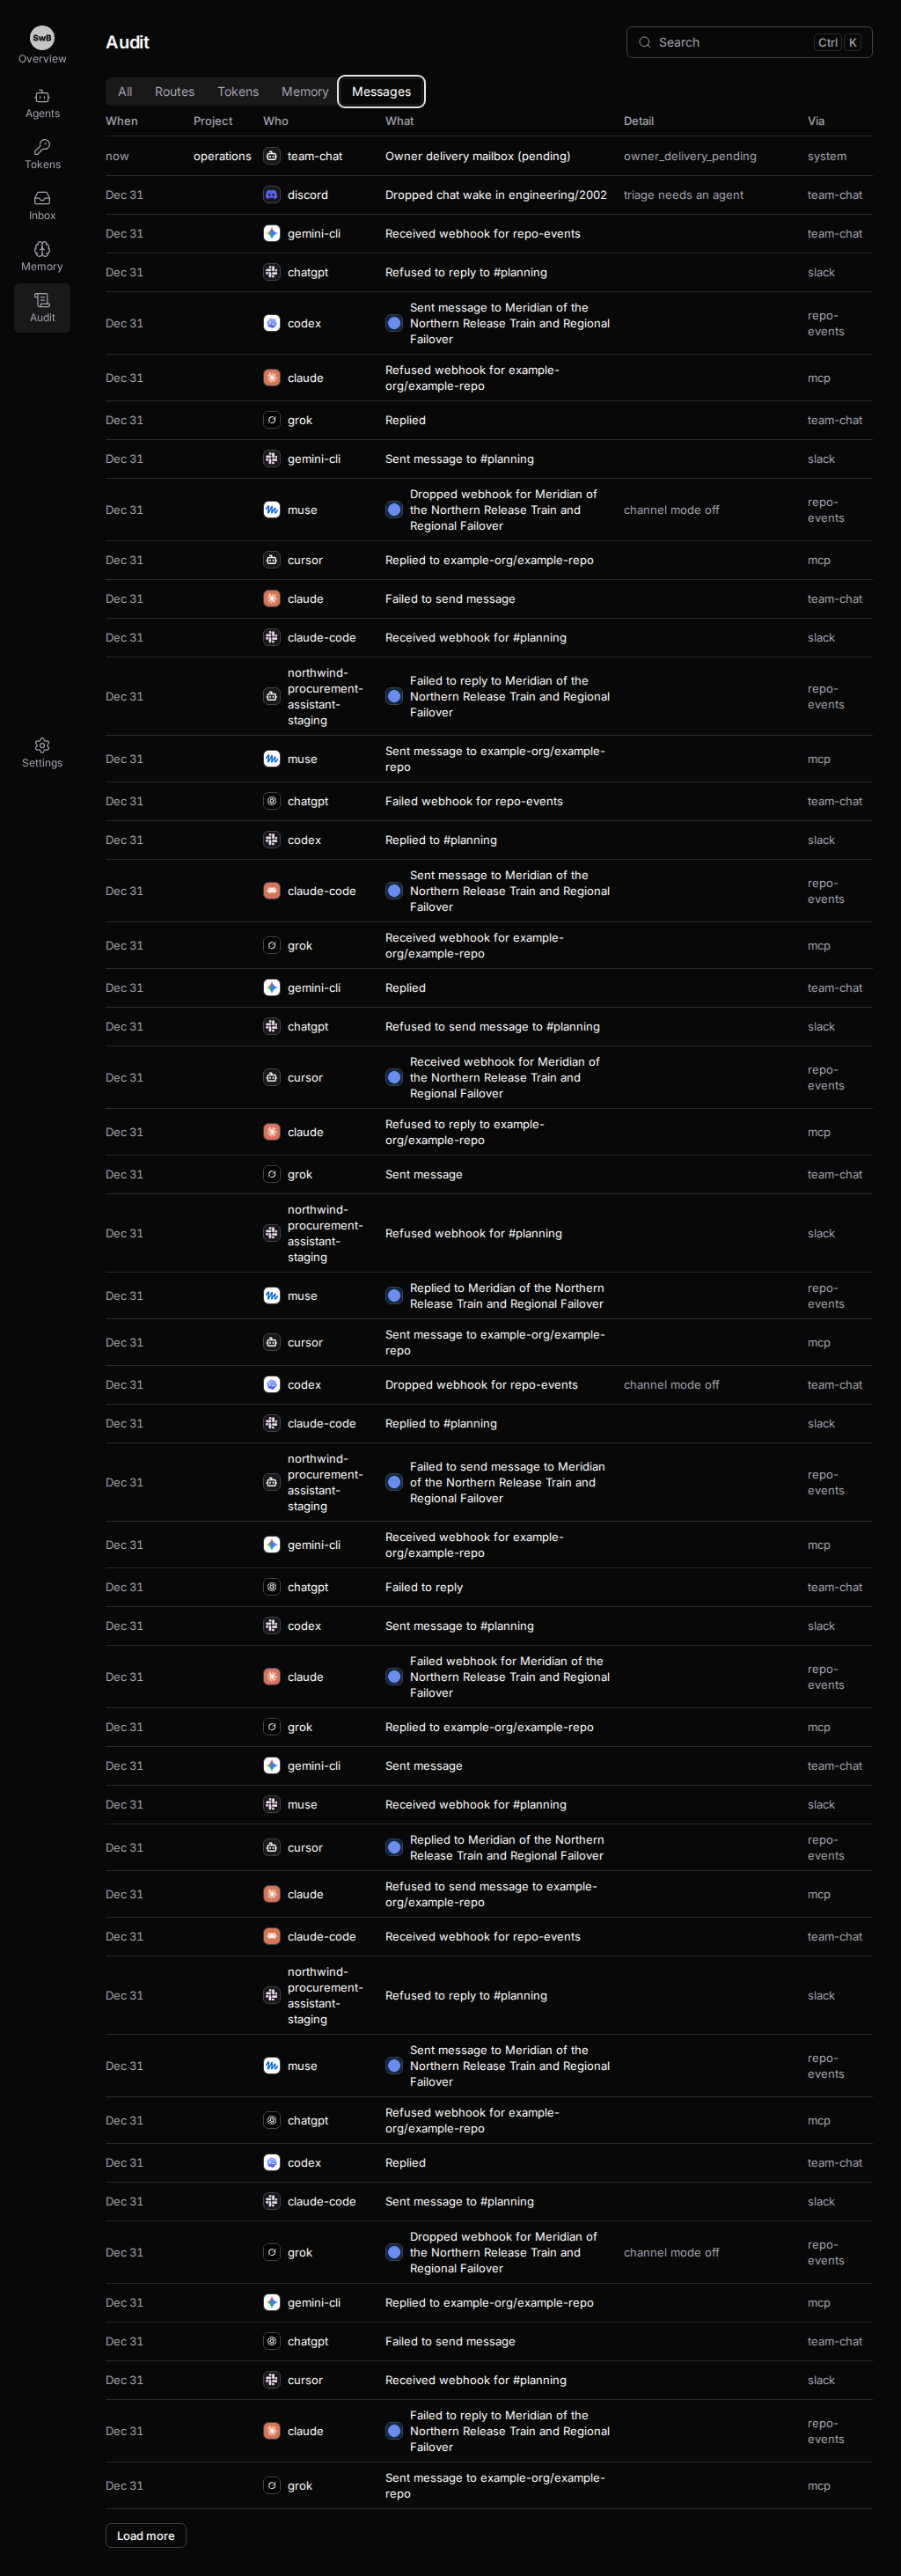 SwB
Overview
Agents
Tokens
Inbox
Memory
Audit
Settings
Audit
Search Ctrl K
All Routes Tokens Memory Messages
When Project Who What Detail Via
now operations team-chat Owner delivery mailbox (pending) owner_delivery_pending system
Dec 31 discord Dropped chat wake in engineering/2002 triage needs an agent team-chat
Dec 31 gemini-cli Received webhook for repo-events team-chat
Dec 31 chatgpt Refused to reply to #planning slack
Dec 31 codex Sent message to Meridian of the
Northern Release Train and Regional
Failover
repo-
events
Dec 31 claude Refused webhook for example-
org/example-repo
mcp
Dec 31 grok Replied team-chat
Dec 31 gemini-cli Sent message to #planning slack
Dec 31 muse Dropped webhook for Meridian of
the Northern Release Train and
Regional Failover
channel mode off
repo-
events
Dec 31 cursor Replied to example-org/example-repo mcp
Dec 31 claude Failed to send message team-chat
Dec 31 claude-code Received webhook for #planning slack
Dec 31
northwind-
procurement-
assistant-
staging
Failed to reply to Meridian of the
Northern Release Train and Regional
Failover
repo-
events
Dec 31 muse Sent message to example-org/example-
repo
mcp
Dec 31 chatgpt Failed webhook for repo-events team-chat
Dec 31 codex Replied to #planning slack
Dec 31 claude-code Sent message to Meridian of the
Northern Release Train and Regional
Failover
repo-
events
Dec 31 grok Received webhook for example-
org/example-repo
mcp
Dec 31 gemini-cli Replied team-chat
Dec 31 chatgpt Refused to send message to #planning slack
Dec 31 cursor Received webhook for Meridian of
the Northern Release Train and
Regional Failover
repo-
events
Dec 31 claude Refused to reply to example-
org/example-repo
mcp
Dec 31 grok Sent message team-chat
Dec 31
northwind-
procurement-
assistant-
staging
Refused webhook for #planning slack
Dec 31 muse Replied to Meridian of the Northern
Release Train and Regional Failover
repo-
events
Dec 31 cursor Sent message to example-org/example-
repo
mcp
Dec 31 codex Dropped webhook for repo-events channel mode off team-chat
Dec 31 claude-code Replied to #planning slack
Dec 31
northwind-
procurement-
assistant-
staging
Failed to send message to Meridian
of the Northern Release Train and
Regional Failover
repo-
events
Dec 31 gemini-cli Received webhook for example-
org/example-repo
mcp
Dec 31 chatgpt Failed to reply team-chat
Dec 31 codex Sent message to #planning slack
Dec 31 claude Failed webhook for Meridian of the
Northern Release Train and Regional
Failover
repo-
events
Dec 31 grok Replied to example-org/example-repo mcp
Dec 31 gemini-cli Sent message team-chat
Dec 31 muse Received webhook for #planning slack
Dec 31 cursor Replied to Meridian of the Northern
Release Train and Regional Failover
repo-
events
Dec 31 claude Refused to send message to example-
org/example-repo
mcp
Dec 31 claude-code Received webhook for repo-events team-chat
Dec 31
northwind-
procurement-
assistant-
staging
Refused to reply to #planning slack
Dec 31 muse Sent message to Meridian of the
Northern Release Train and Regional
Failover
repo-
events
Dec 31 chatgpt Refused webhook for example-
org/example-repo
mcp
Dec 31 codex Replied team-chat
Dec 31 claude-code Sent message to #planning slack
Dec 31 grok Dropped webhook for Meridian of
the Northern Release Train and
Regional Failover
channel mode off
repo-
events
Dec 31 gemini-cli Replied to example-org/example-repo mcp
Dec 31 chatgpt Failed to send message team-chat
Dec 31 cursor Received webhook for #planning slack
Dec 31 claude Failed to reply to Meridian of the
Northern Release Train and Regional
Failover
repo-
events
Dec 31 grok Sent message to example-org/example-
repo
mcp
Load more